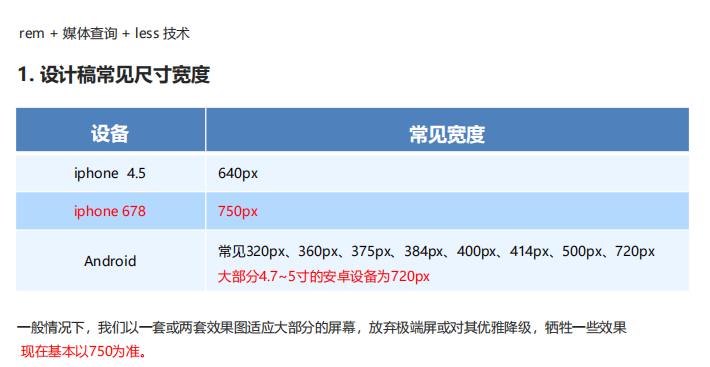 rem + 媒体查询 + less 技术
1. 设计稿常见尺寸宽度
设备 常见宽度
iphone 4.5 640px
iphone 678 750px
Android 常见320px、360px、375px、384px、400px、414px、500px、720px
大部分4.7~5寸的安卓设备为720px
一般情况下，我们以一套或两套效果图适应大部分的屏幕，放弃极端屏或对其优雅降级，牺牲一些效果
现在基本以750为准。